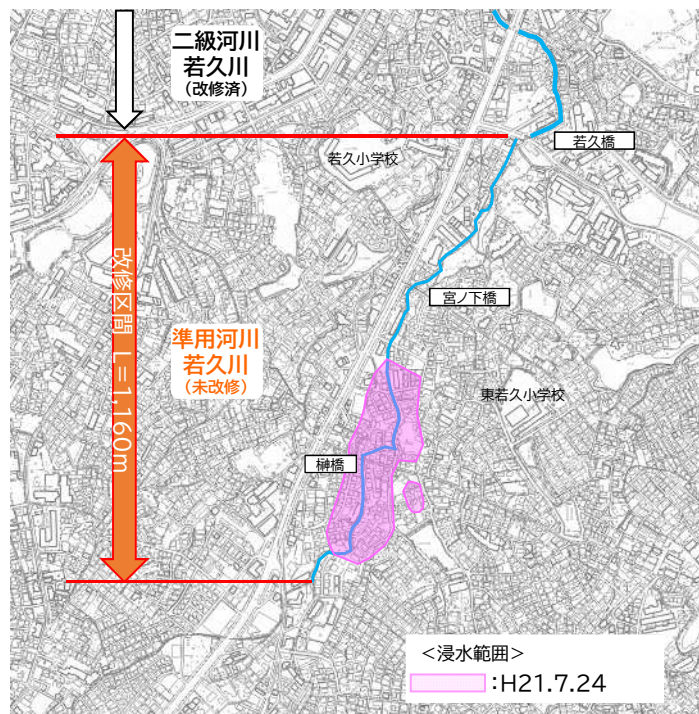 二級河川
若久川
（改修済）
若久橋
若久小学校
宮ノ下橋
改修区間 L=1,160m
準用河川
若久川
（未改修）
東若久小学校
榊橋
＜浸水範囲＞
：H21.7.24